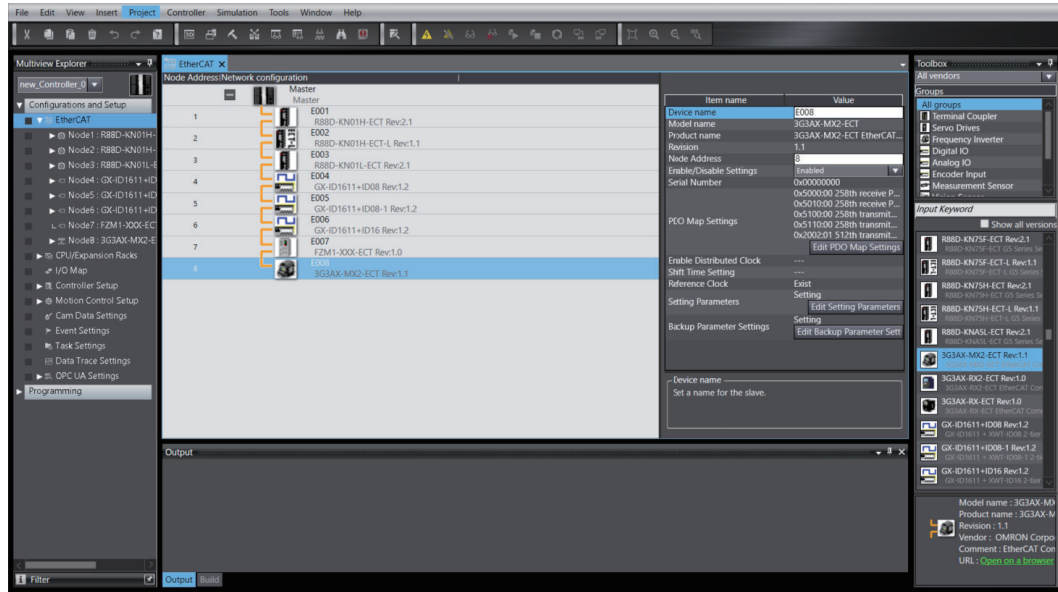 File Edit View Insert Project Controller Simulation Tools Window Help
Multiview Explorer
new_Controller_0
Configurations and Setup
EtherCAT
Node1 : R88D-KN01H-
Node2 : R88D-KN01H-
Node3 : R88D-KN01L-E
Node4 : GX-ID1611+ID
Node5 : GX-ID1611+ID
Node6 : GX-ID1611+ID
Node7 : FZM1-XXX-EC
Node8 : 3G3AX-MX2-E
CPU/Expansion Racks
I/O Map
Controller Setup
Motion Control Setup
Cam Data Settings
Event Settings
Task Settings
Data Trace Settings
OPC UA Settings
Programming
Filter
EtherCAT
Node Address|Network configuration
Master
Master
1
E001
R88D-KN01H-ECT Rev:2.1
2
E002
R88D-KN01H-ECT-L Rev:1.1
3
E003
R88D-KN01L-ECT Rev:2.1
4
E004
GX-ID1611+ID08 Rev:1.2
5
E005
GX-ID1611+ID08-1 Rev:1.2
6
E006
GX-ID1611+ID16 Rev:1.2
7
E007
FZM1-XXX-ECT Rev:1.0
8
E008
3G3AX-MX2-ECT Rev:1.1
Item name Value
Device name E008
Model name 3G3AX-MX2-ECT
Product name 3G3AX-MX2-ECT EtherCAT...
Revision 1.1
Node Address 8
Enable/Disable Settings Enabled
Serial Number 0x00000000
PDO Map Settings
0x5000:00 258th receive P...
0x5010:00 258th receive P...
0x5100:00 258th transmit...
0x5110:00 258th transmit...
0x2002:01 512th transmit...
Edit PDO Map Settings
Enable Distributed Clock ---
Shift Time Setting ---
Reference Clock Exist
Setting Parameters Setting
Edit Setting Parameters
Backup Parameter Settings Setting
Edit Backup Parameter Sett
Device name
Set a name for the slave.
Output
Output Build
Toolbox
All vendors
Groups
All groups
Terminal Coupler
Servo Drives
Frequency Inverter
Digital IO
Analog IO
Encoder Input
Measurement Sensor
Input Keyword
Show all versions
R88D-KN75F-ECT Rev:2.1
R88D-KN75F-ECT G5 Series Se
R88D-KN75F-ECT-L Rev:1.1
R88D-KN75F-ECT-L G5 Series
R88D-KN75H-ECT Rev:2.1
R88D-KN75H-ECT G5 Series Se
R88D-KN75H-ECT-L Rev:1.1
R88D-KN75H-ECT-L G5 Series
R88D-KNA5L-ECT Rev:2.1
R88D-KNA5L-ECT G5 Series Se
3G3AX-MX2-ECT Rev:1.1
3G3AX-RX2-ECT Rev:1.0
3G3AX-RX2-ECT EtherCAT Con
3G3AX-RX-ECT Rev:1.0
3G3AX-RX-ECT EtherCAT Com
GX-ID1611+ID08 Rev:1.2
GX-ID1611 + XWT-ID08 2-tier
GX-ID1611+ID08-1 Rev:1.2
GX-ID1611 + XWT-ID08-1 2-ti
GX-ID1611+ID16 Rev:1.2
GX-ID1611 + XWT-ID16 2-tier
Model name : 3G3AX-MX
Product name : 3G3AX-M
Revision : 1.1
Vendor : OMRON Corpo
Comment : EtherCAT Con
URL : Open on a browser